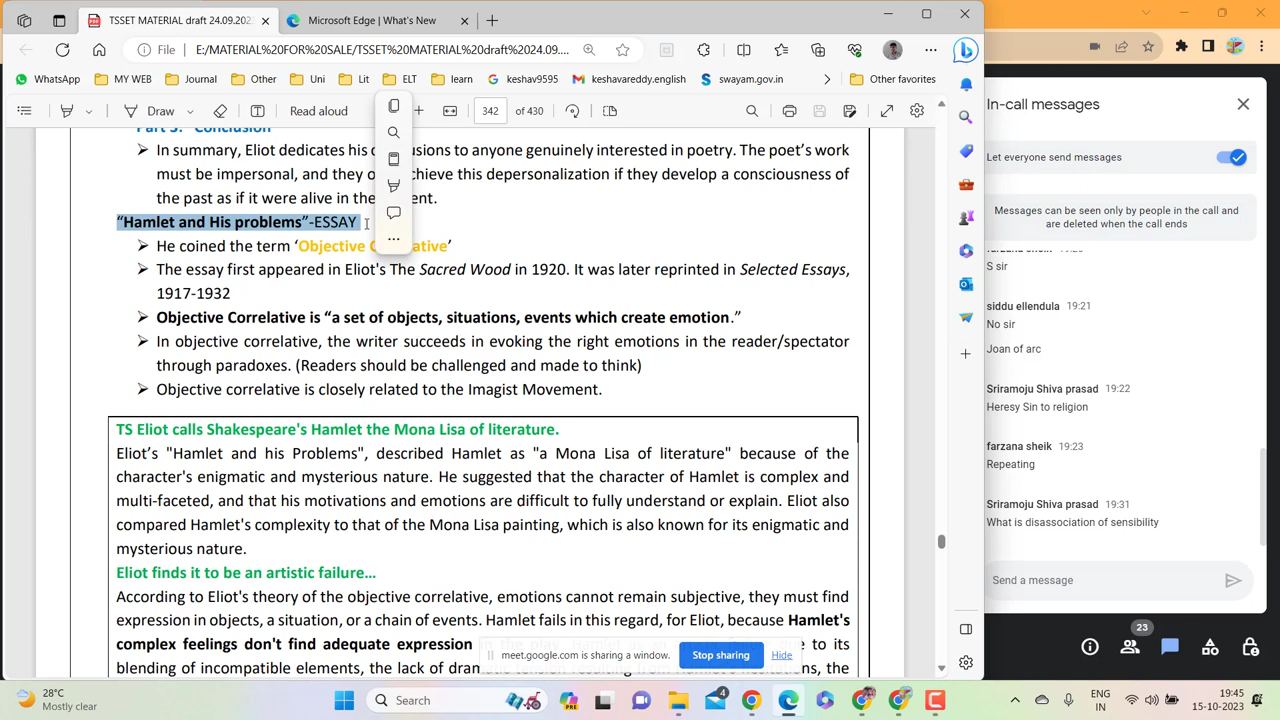 TSSET MATERIAL draft 24.09.202
Microsoft Edge | What's New
File
E:/MATERIAL%20FOR%20SALE/TSSET%20MATERIAL%20draft%2024.09....
WhatsApp
MY WEB
Journal
Other
Uni
Lit
ELT
learn
keshav9595
keshavareddy.english
swayam.gov.in
Other favorites
Draw
Read aloud
342
of 430
Part 3: Conclusion
In summary, Eliot dedicates his usions to anyone genuinely interested in poetry. The poet's work
must be impersonal, and they o chieve this depersonalization if they develop a consciousness of
the past as if it were alive in the ent.
“Hamlet and His problems”-ESSAY
He coined the term ‘Objective C ative’
The essay first appeared in Eliot's The Sacred Wood in 1920. It was later reprinted in Selected Essays,
1917-1932
Objective Correlative is “a set of objects, situations, events which create emotion.”
In objective correlative, the writer succeeds in evoking the right emotions in the reader/spectator
through paradoxes. (Readers should be challenged and made to think)
Objective correlative is closely related to the Imagist Movement.
TS Eliot calls Shakespeare's Hamlet the Mona Lisa of literature.
Eliot’s "Hamlet and his Problems", described Hamlet as "a Mona Lisa of literature" because of the
character's enigmatic and mysterious nature. He suggested that the character of Hamlet is complex and
multi-faceted, and that his motivations and emotions are difficult to fully understand or explain. Eliot also
compared Hamlet's complexity to that of the Mona Lisa painting, which is also known for its enigmatic and
mysterious nature.
Eliot finds it to be an artistic failure…
According to Eliot's theory of the objective correlative, emotions cannot remain subjective, they must find
expression in objects, a situation, or a chain of events. Hamlet fails in this regard, for Eliot, because Hamlet's
complex feelings don't find adequate expression to its
blending of incompatible elements, the lack of the
meet.google.com is sharing a window.
Stop sharing
Hide
In-call messages
Let everyone send messages
Messages can be seen only by people in the call and
are deleted when the call ends
S sir
siddu ellendula 19:21
No sir
Joan of arc
Sriramoju Shiva prasad 19:22
Heresy Sin to religion
farzana sheik 19:23
Repeating
Sriramoju Shiva prasad 19:31
What is disassociation of sensibility
Send a message
23
28°C
Mostly clear
Search
PRE
4
ENG
IN
19:45
15-10-2023